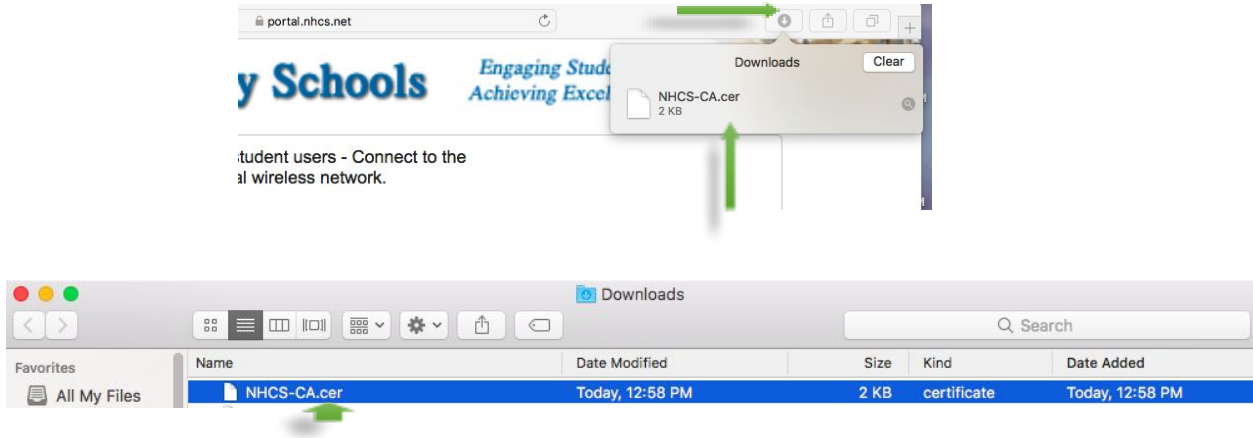 portal.nhcs.net
y Schools
Engaging Stude
Achieving Excel
Downloads
Clear
NHCS-CA.cer
2 KB
tudent users - Connect to the
al wireless network.
Downloads
Search
Favorites
Name
Date Modified
Size
Kind
Date Added
All My Files
NHCS-CA.cer
Today, 12:58 PM
2 KB
certificate
Today, 12:58 PM